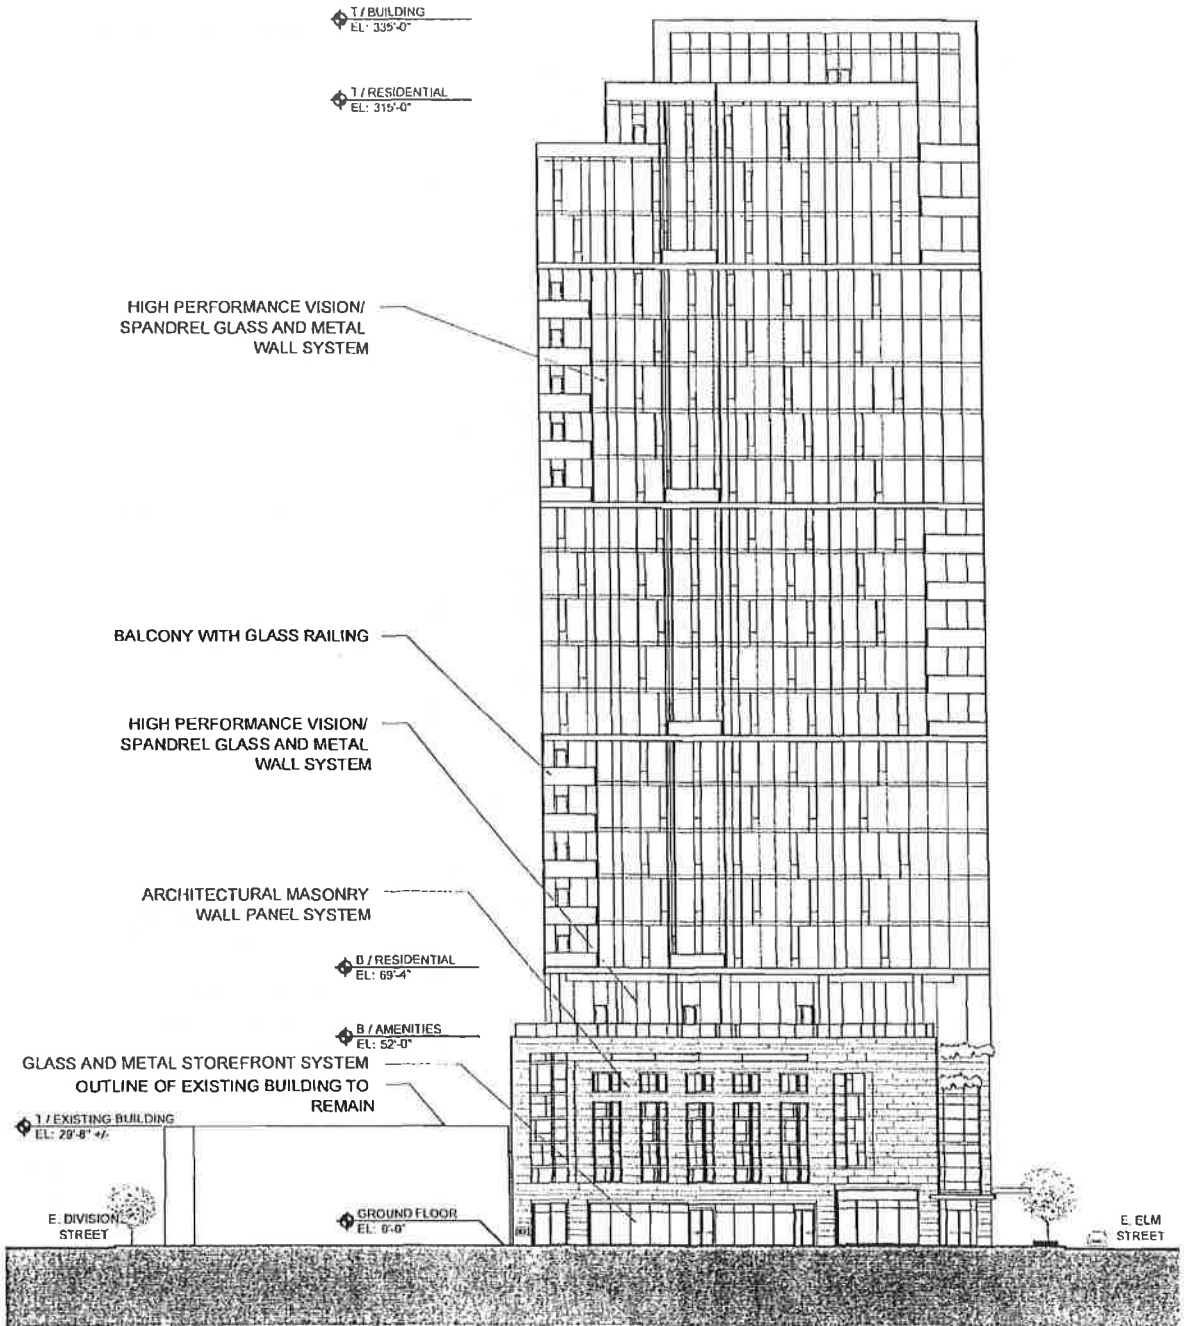 T / BUILDING
EL: 335'-0"
T / RESIDENTIAL
EL: 315'-0"
HIGH PERFORMANCE VISION/
SPANDREL GLASS AND METAL
WALL SYSTEM
BALCONY WITH GLASS RAILING
HIGH PERFORMANCE VISION/
SPANDREL GLASS AND METAL
WALL SYSTEM
ARCHITECTURAL MASONRY
WALL PANEL SYSTEM
B / RESIDENTIAL
EL: 69'-4"
B / AMENITIES
EL: 52'-0"
GLASS AND METAL STOREFRONT SYSTEM
OUTLINE OF EXISTING BUILDING TO
REMAIN
T / EXISTING BUILDING
EL: 29'-8" +/-
E. DIVISION
STREET
GROUND FLOOR
EL: 0'-0"
E. ELM
STREET